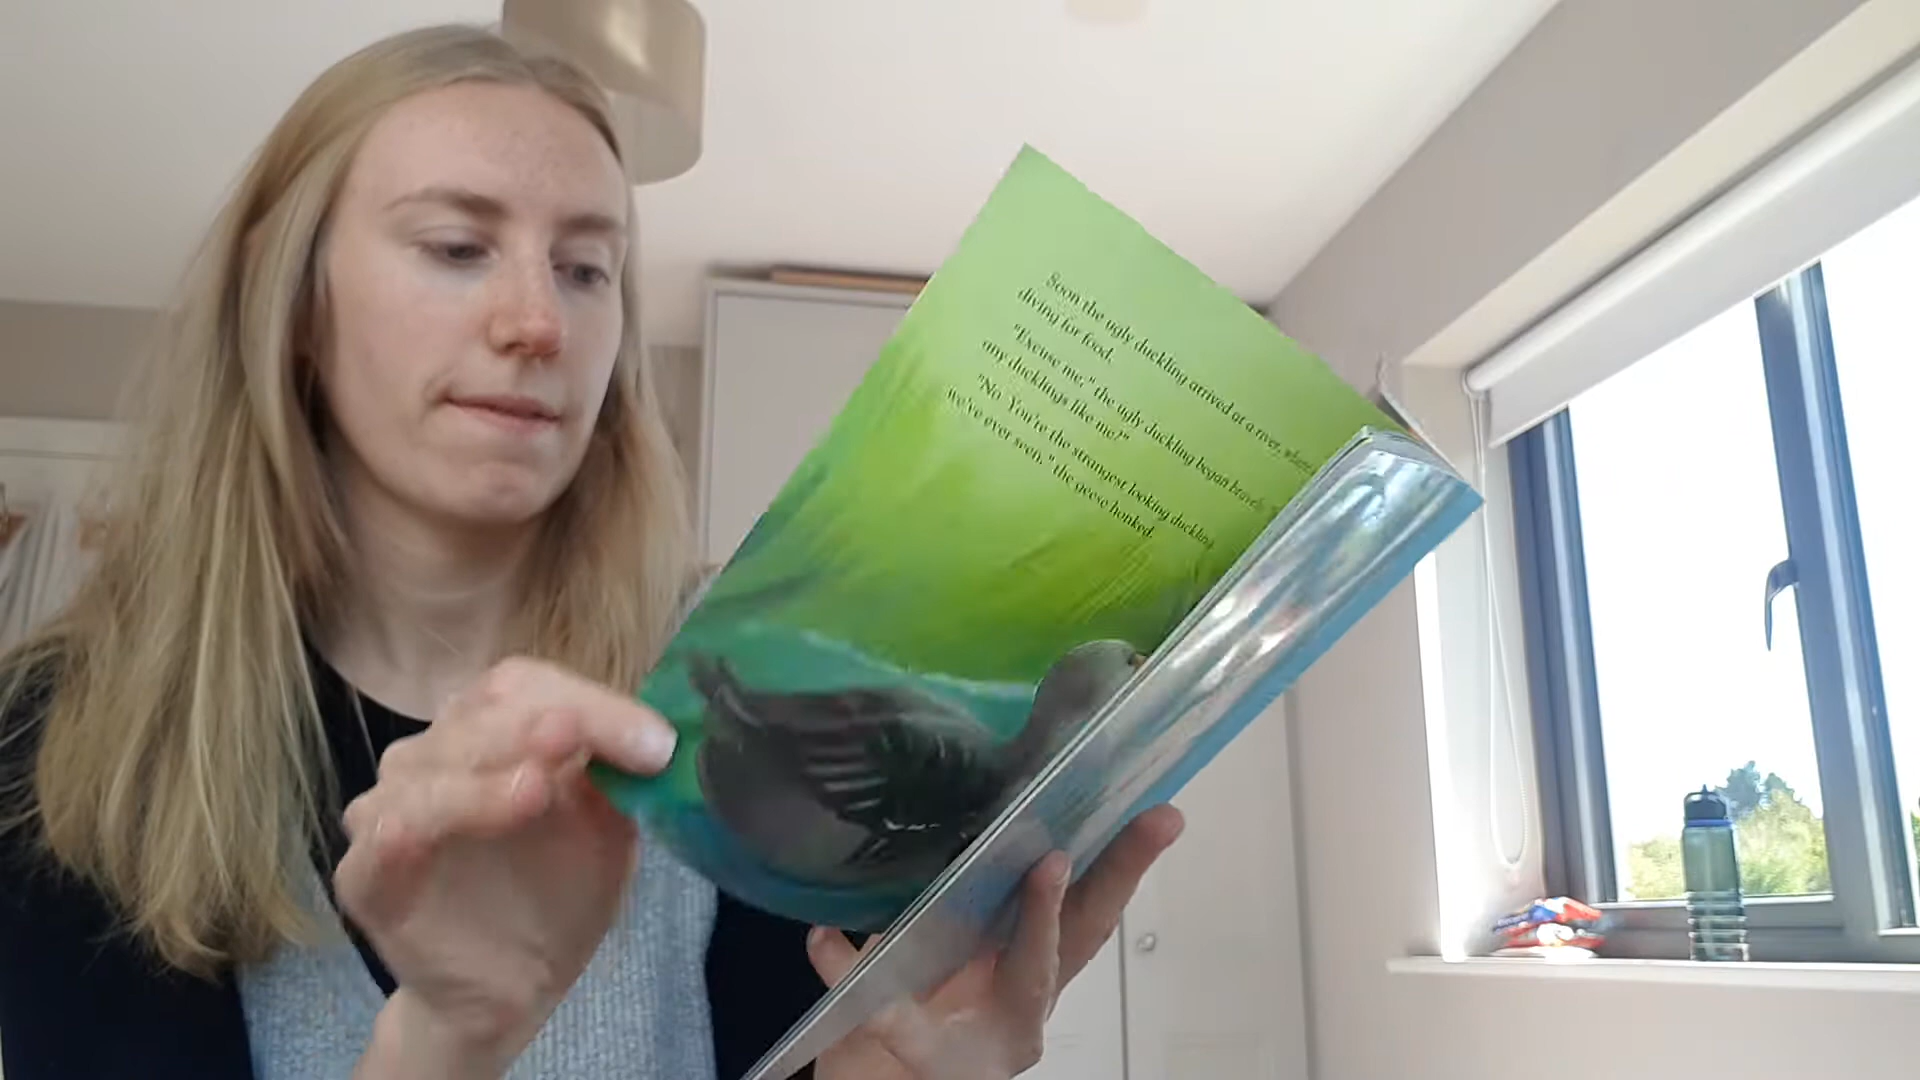 Soon the ugly duckling arrived at a river, where
diving for food.
"Excuse me," the ugly duckling began bravely.
any ducklings like me?"
"No. You're the strangest looking duckling
we've ever seen," the geese honked.